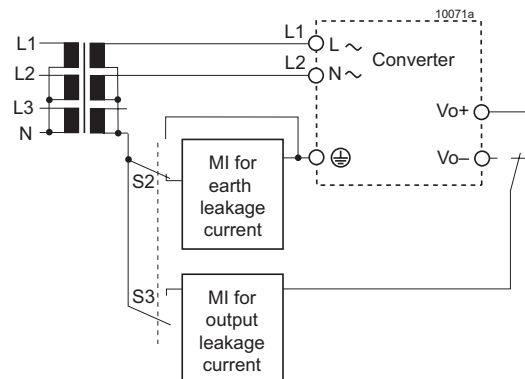 10071a
L1
L1
L ~
L2
L2
N ~
Converter
L3
N
Vo+
Vo–
S2
MI for
earth
leakage
current
S3
MI for
output
leakage
current